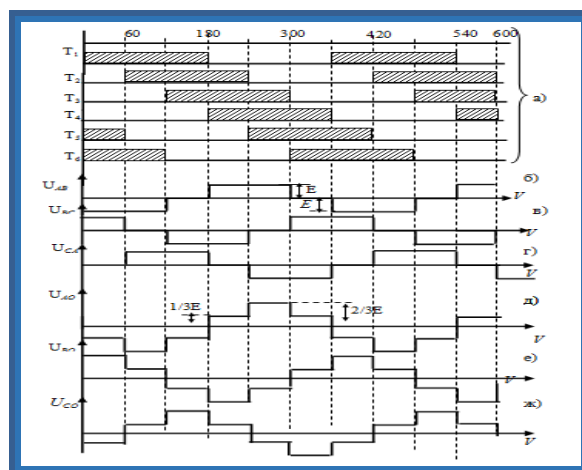 60 180 300 420 540 600
T₁
T₂
T₃
T₄
T₅
T₆
а)
U_AB
E
б)
V
U_BC
E
в)
V
U_CA
г)
V
U_AO
1/3E
2/3E
д)
V
U_BO
е)
V
U_CO
ж)
V